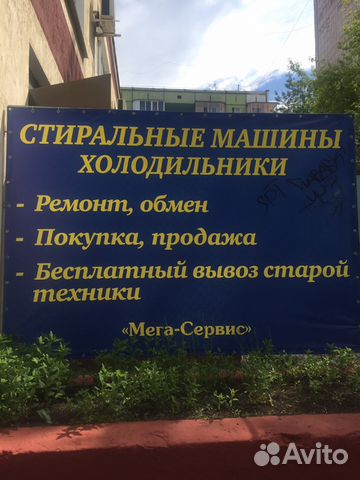 СТИРАЛЬНЫЕ МАШИНЫ
ХОЛОДИЛЬНИКИ
- Ремонт, обмен
- Покупка, продажа
- Бесплатный вывоз старой
техники
«Мега-Сервис»
Avito